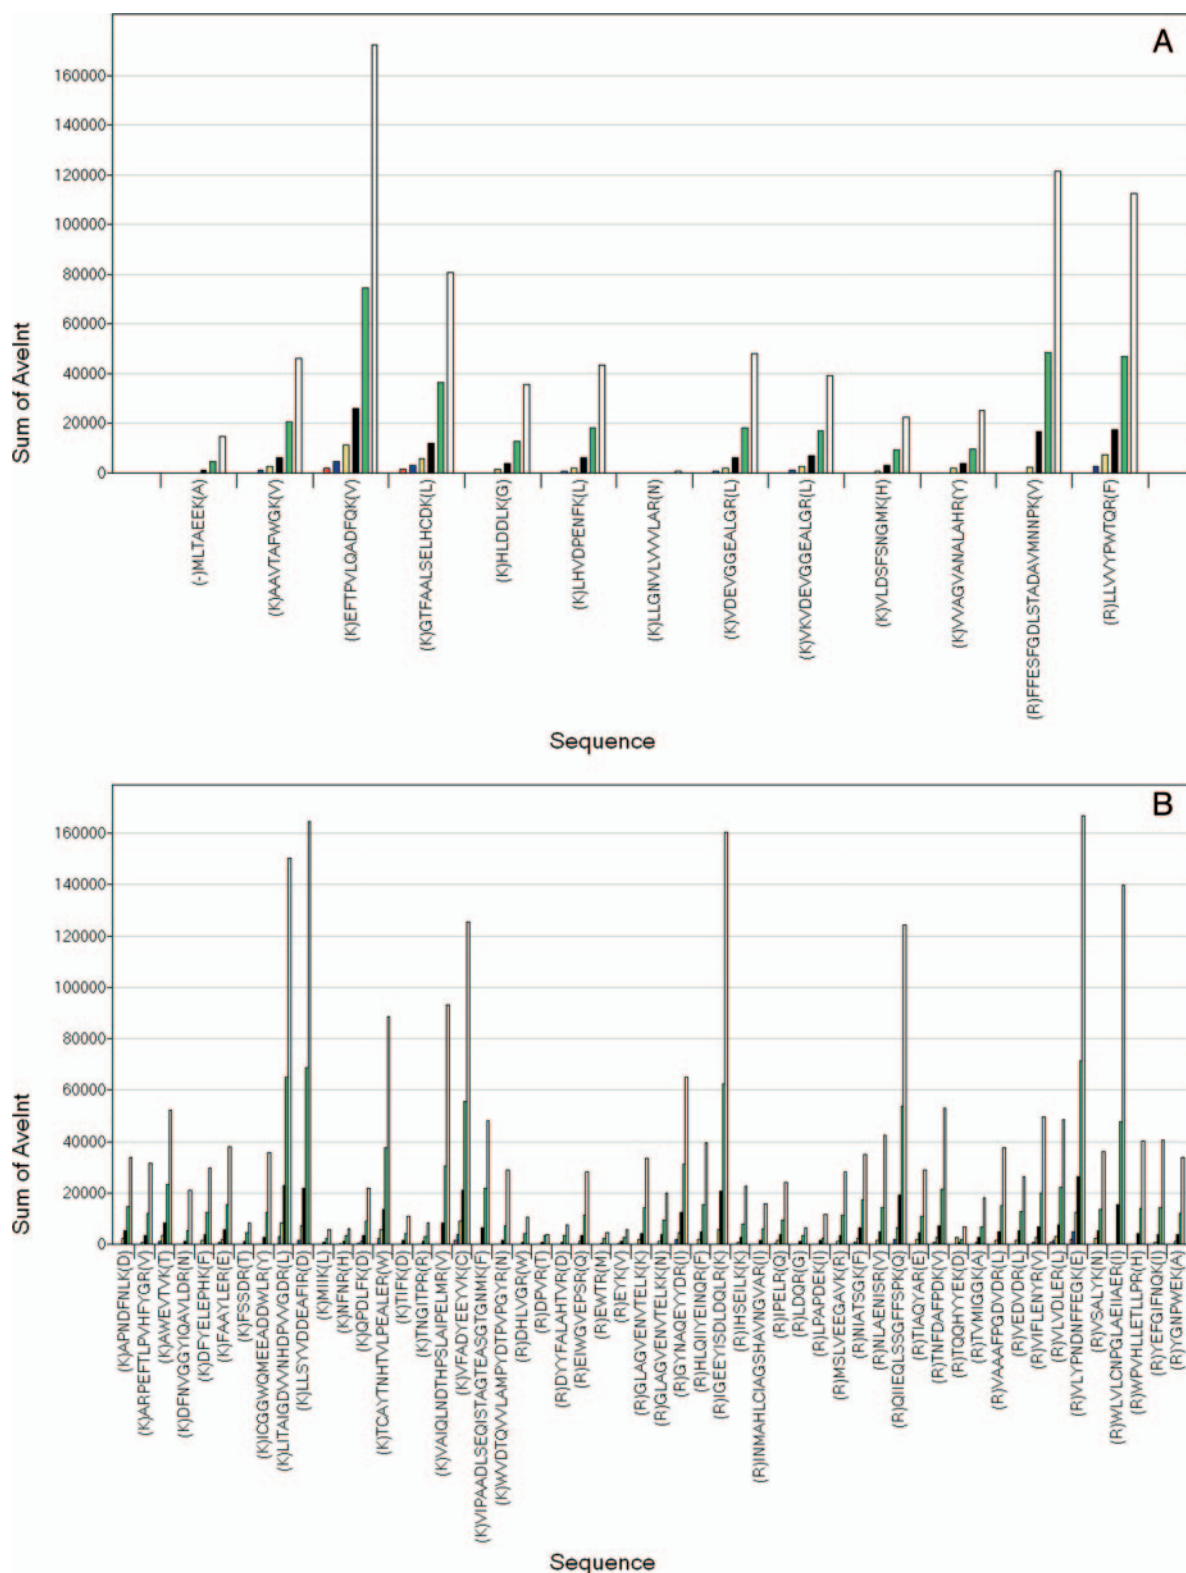 A
160000
140000
120000
100000
80000
60000
40000
20000
0
Sum of AveInt
(-)MLTAEEK(A)
(K)AAVTAFWGK(V)
(K)EFTPVLQADFQK(V)
(K)GTFAALSELHCDK(L)
(K)HLDDLK(G)
(K)LHVDPENFK(L)
(K)LLGNVLVVVLAR(N)
(K)VDEVGGEALGR(L)
(K)VKVDEVGGEALGR(L)
(K)VLDSFSNGMK(H)
(K)VVAGVANALAHR(Y)
(R)FFESFGDLSTADAVMNNPK(V)
(R)LLVVYPWTQR(F)
Sequence
B
160000
140000
120000
100000
80000
60000
40000
20000
0
Sum of AveInt
(K)APNDFNLK(D)
(K)ARPEFTLPVHFYGR(V)
(K)AWEVTVK(T)
(K)DFNVGGYIQAVLDR(N)
(K)DFYELEPHK(F)
(K)FAAYLER(E)
(K)FSSDR(T)
(K)ICGGWQMEEADDWLR(Y)
(K)LITAIGDVVNHDPVVGDR(L)
(K)LLSYVDDEAFIR(D)
(K)MIIK(L)
(K)NFNR(H)
(K)QPDLFK(D)
(K)TCAYTNHTVLPEALER(W)
(K)TIFK(D)
(K)TNGITPR(R)
(K)VAIQLNDTHPSLAIPELMR(V)
(K)VFADYEEYVK(C)
(K)VIPAADLSEQISTAGTEASGTGNMK(F)
(K)WVDTQVVLAMPYDTPVPGYR(N)
(R)DHLVGR(W)
(R)DPVR(T)
(R)DYYFALAHTVR(D)
(R)EIWGVEPSR(Q)
(R)EWTR(M)
(R)IEYK(V)
(R)GLAGVENVTELK(K)
(R)GLAGVENVTELKK(N)
(R)GYNAQEYYDR(I)
(R)HLQIIYEINQR(F)
(R)IGEEYISDLDQLR(K)
(R)IHSEILK(K)
(R)INMAHLCIAGSHAVNGVAR(I)
(R)IPELR(Q)
(R)LDQR(G)
(R)LPAPDEK(I)
(R)MSLVEEGAVK(R)
(R)NIATSGK(F)
(R)NLAENISR(V)
(R)QIIEQLSSGFFSPK(Q)
(R)TIAQYAR(E)
(R)TNFDAFPDK(V)
(R)TQQHYYEK(D)
(R)TVMIGGK(A)
(R)VAAAFPGDVDR(L)
(R)VEDVDR(L)
(R)VIFLENYR(V)
(R)VLVDLER(L)
(R)VLYPNDNFFEGK(E)
(R)VSALYK(N)
(R)WLVLCNPGLAEIIAER(I)
(R)WPVHLLETLLPR(H)
(R)YEFGIFNQK(I)
(R)YGNPWEK(A)
Sequence